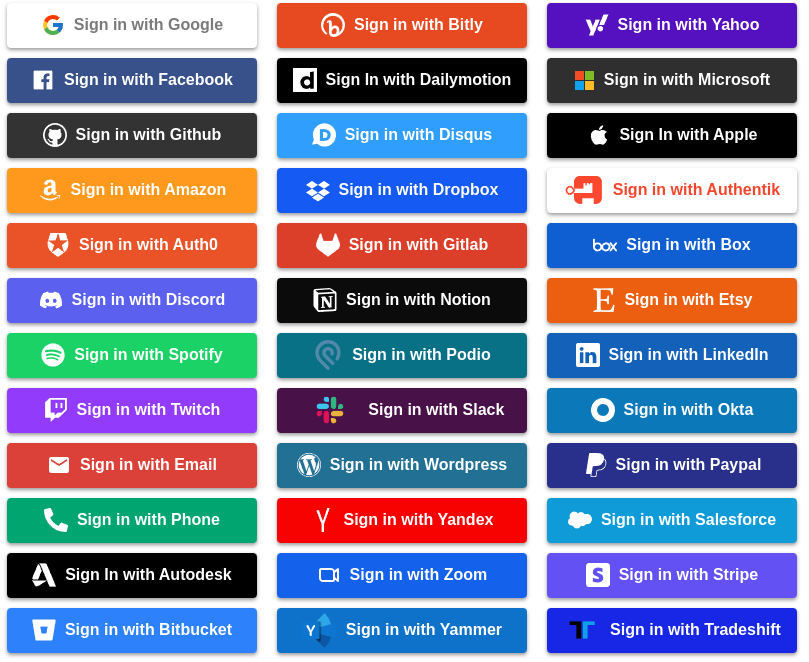 Sign in with Google
Sign in with Bitly
Sign in with Yahoo
Sign in with Facebook
Sign In with Dailymotion
Sign in with Microsoft
Sign in with Github
Sign in with Disqus
Sign In with Apple
Sign in with Amazon
Sign in with Dropbox
Sign in with Authentik
Sign in with Auth0
Sign in with Gitlab
box Sign in with Box
Sign in with Discord
Sign in with Notion
Sign in with Etsy
Sign in with Spotify
Sign in with Podio
Sign in with LinkedIn
Sign in with Twitch
Sign in with Slack
Sign in with Okta
Sign in with Email
Sign in with Wordpress
Sign in with Paypal
Sign in with Phone
Sign in with Yandex
Sign in with Salesforce
Sign In with Autodesk
Sign in with Zoom
Sign in with Stripe
Sign in with Bitbucket
Sign in with Yammer
Sign in with Tradeshift